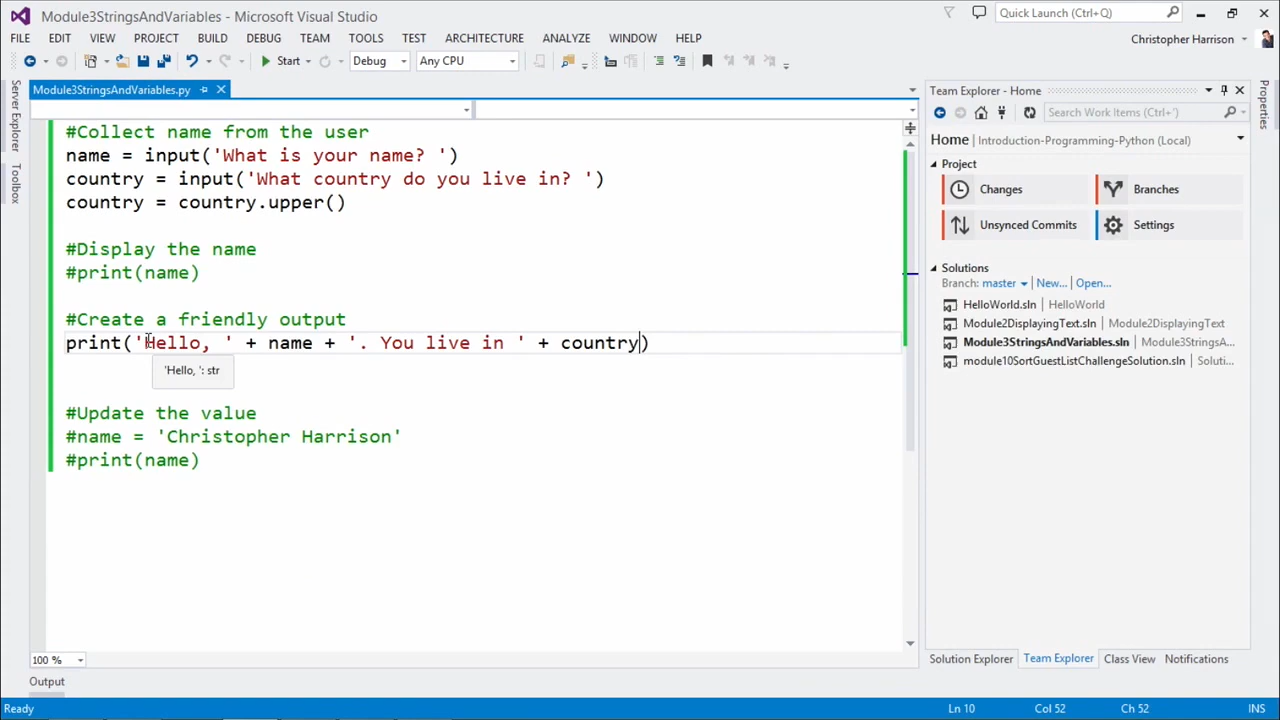 Module3StringsAndVariables - Microsoft Visual Studio
Quick Launch (Ctrl+Q)
FILE EDIT VIEW PROJECT BUILD DEBUG TEAM TOOLS TEST ARCHITECTURE ANALYZE WINDOW HELP
Christopher Harrison
Start Debug Any CPU
Server Explorer
Toolbox
Module3StringsAndVariables.py
#Collect name from the user
name = input('What is your name? ')
country = input('What country do you live in? ')
country = country.upper()
#Display the name
#print(name)
#Create a friendly output
print('Hello, ' + name + '. You live in ' + country)
'Hello, ': str
#Update the value
#name = 'Christopher Harrison'
#print(name)
100 %
Output
Team Explorer - Home
Search Work Items (Ctrl+')
Home Introduction-Programming-Python (Local)
Project
Changes Branches
Unsynced Commits Settings
Solutions
Branch: master New... Open...
HelloWorld.sln HelloWorld
Module2DisplayingText.sln Module2DisplayingText
Module3StringsAndVariables.sln Module3StringsA...
module10SortGuestListChallengeSolution.sln Soluti...
Solution Explorer Team Explorer Class View Notifications
Properties
Ready Ln 10 Col 52 Ch 52 INS